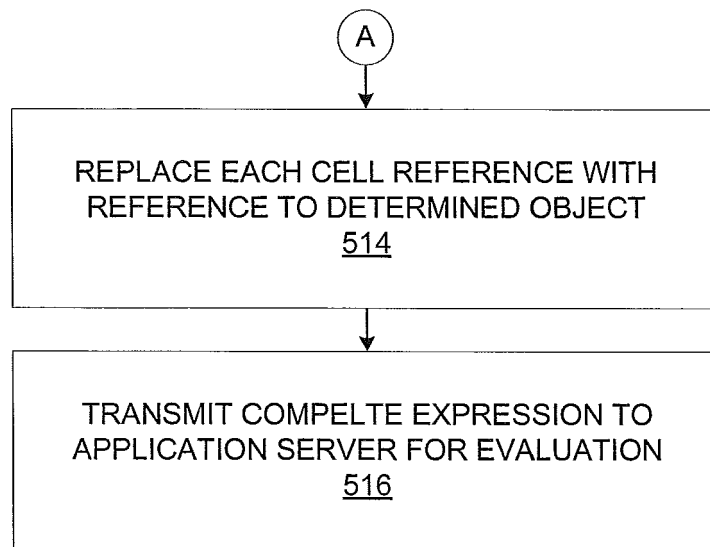 A
REPLACE EACH CELL REFERENCE WITH
REFERENCE TO DETERMINED OBJECT
514
TRANSMIT COMPELTE EXPRESSION TO
APPLICATION SERVER FOR EVALUATION
516